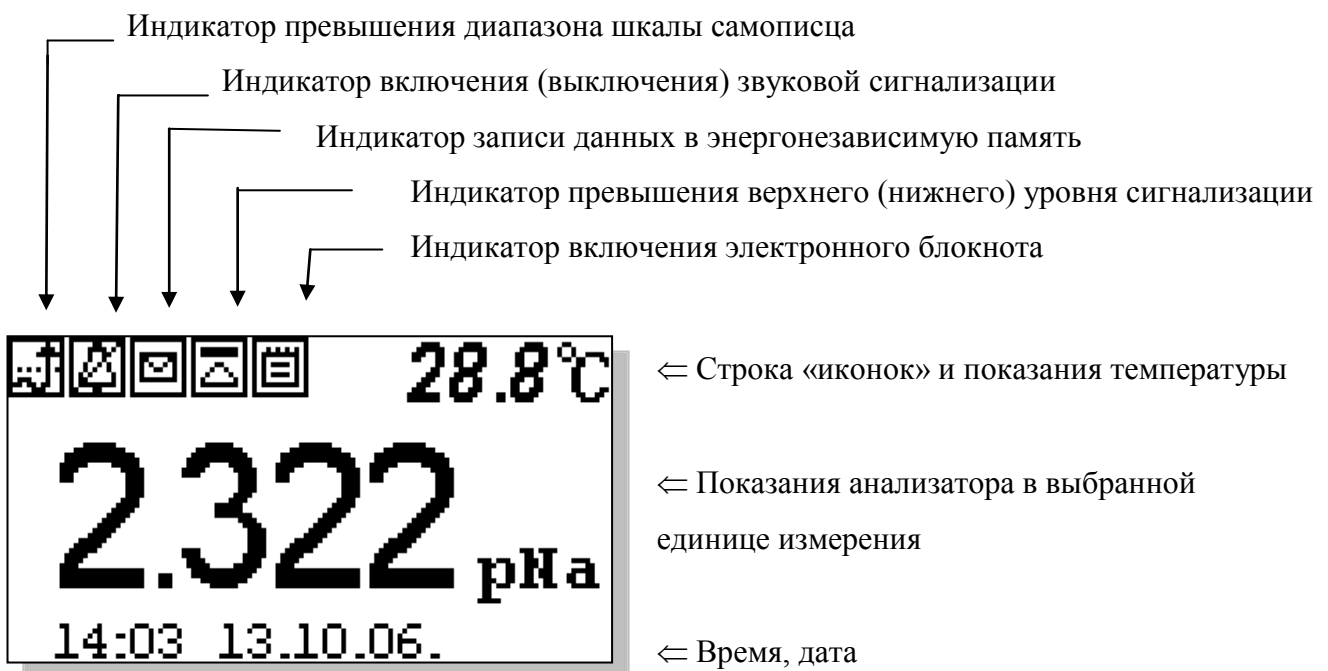 Индикатор превышения диапазона шкалы самописца
Индикатор включения (выключения) звуковой сигнализации
Индикатор записи данных в энергонезависимую память
Индикатор превышения верхнего (нижнего) уровня сигнализации
Индикатор включения электронного блокнота
28.8°C
⇐ Строка «иконок» и показания температуры
2.322 pNa
⇐ Показания анализатора в выбранной
единице измерения
14:03 13.10.06.
⇐ Время, дата